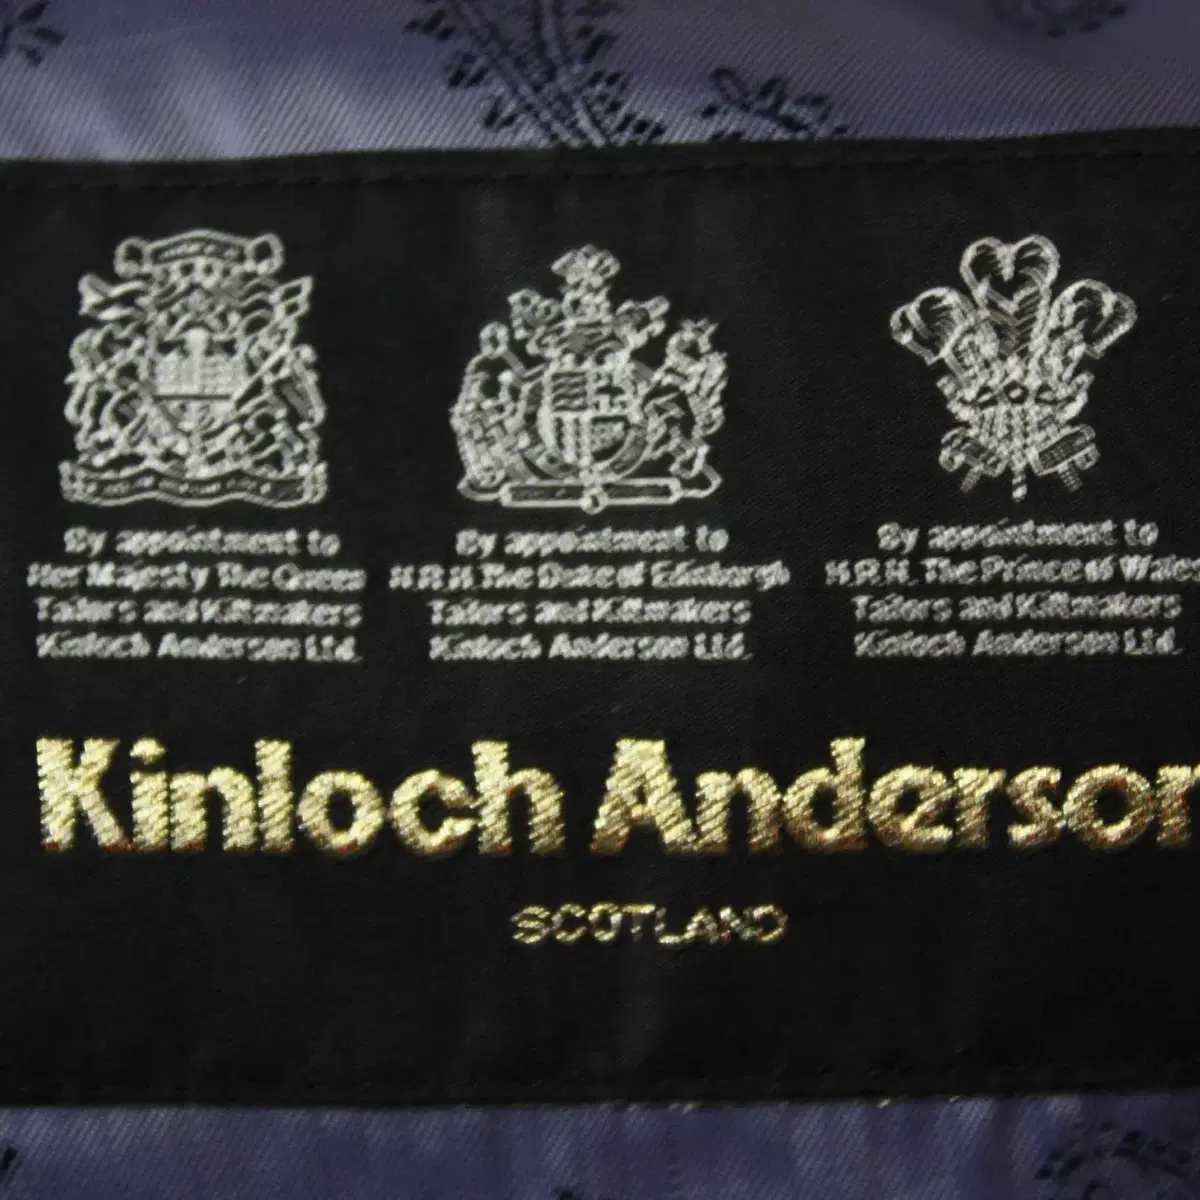 By appointment to
Her Majesty The Queen
Tailors and Kiltmakers
Kinloch Anderson Ltd.
By appointment to
H.R.H. The Duke of Edinburgh
Tailors and Kiltmakers
Kinloch Anderson Ltd.
By appointment to
H.R.H. The Prince of Wales
Tailors and Kiltmakers
Kinloch Anderson Ltd.
Kinloch Anderson
SCOTLAND